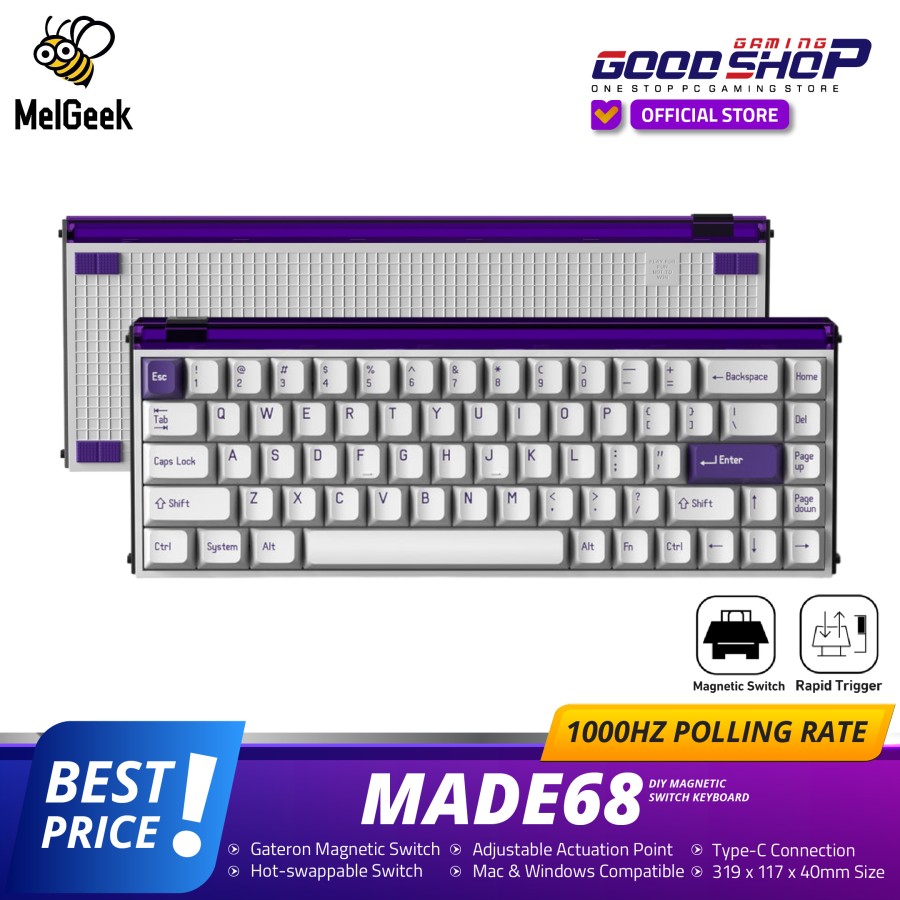 MelGeek
GAMING
GOOD SHOP
ONE STOP PC GAMING STORE
OFFICIAL STORE
Esc ! 1 @ 2 # 3 $ 4 % 5 ^ 6 & 7 * 8 ( 9 ) 0 — - + = ← Backspace Home
Tab Q W E R T Y U I O P { [ } ] | \ Del
Caps Lock A S D F G H J K L : ; " ' Enter Page up
Shift Z X C V B N M < , > . ? / Shift ↑ Page down
Ctrl System Alt Alt Fn Ctrl ← ↓ →
Magnetic Switch Rapid Trigger
1000HZ POLLING RATE
BEST
PRICE!
MADE68
DIY MAGNETIC
SWITCH KEYBOARD
Gateron Magnetic Switch
Adjustable Actuation Point
Type-C Connection
Hot-swappable Switch
Mac & Windows Compatible
319 x 117 x 40mm Size